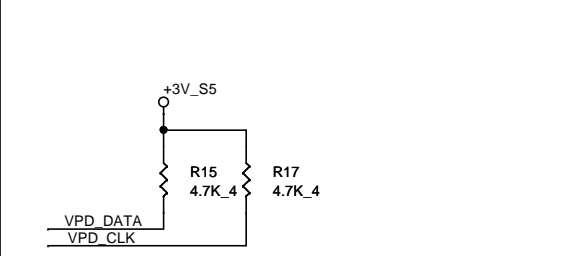 +3V_S5
R15
4.7K_4
R17
4.7K_4
VPD_DATA
VPD_CLK